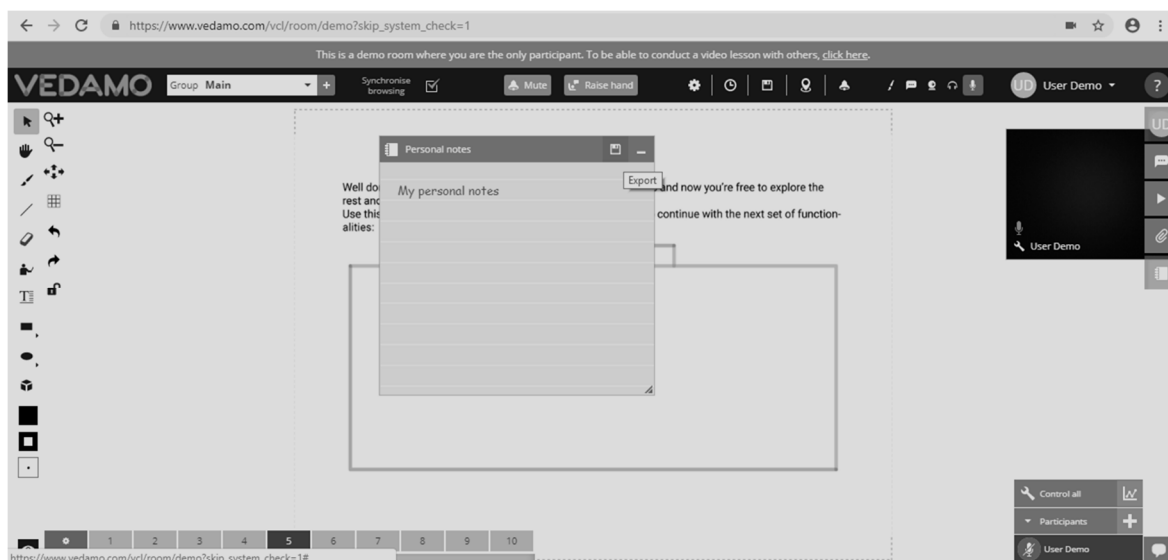 https://www.vedamo.com/vcl/room/demo?skip_system_check=1
This is a demo room where you are the only participant. To be able to conduct a video lesson with others, click here.
VEDAMO Group Main + Synchronise browsing Mute Raise hand UD User Demo ?
UD
Personal notes
Export
My personal notes
Well do and now you're free to explore the
rest and
Use this continue with the next set of function-
alities:
User Demo
T
Control all
Participants
User Demo
1 2 3 4 5 6 7 8 9 10
https://www.vedamo.com/vcl/room/demo?skip_system_check=1#